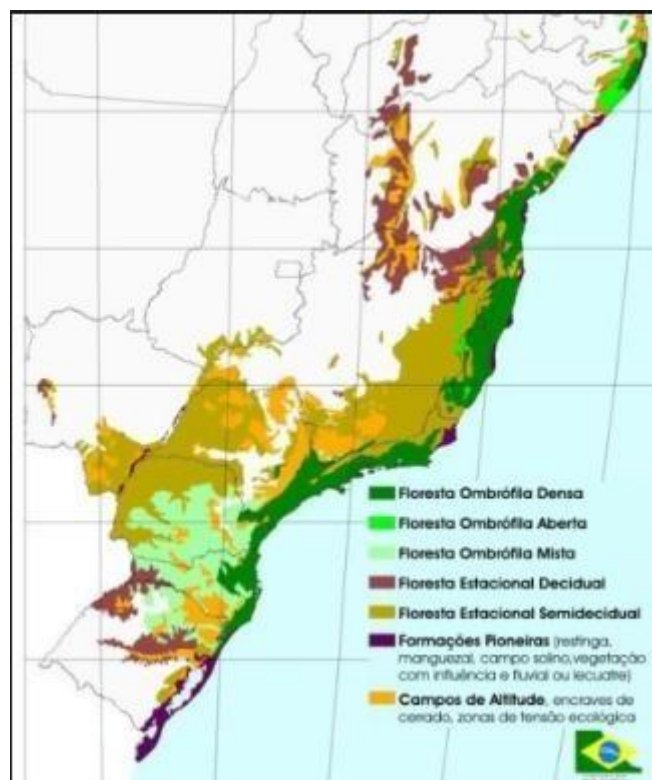 Floresta Ombrófila Densa
Floresta Ombrófila Aberta
Floresta Ombrófila Mista
Floresta Estacional Decidual
Floresta Estacional Semidecidual
Formações Pioneiras (restinga,
manguezal, campo salino,vegetação
com influência e fluvial ou lecuatre)
Campos de Altitude, encraves de
cerrado, zonas de tensão ecológica